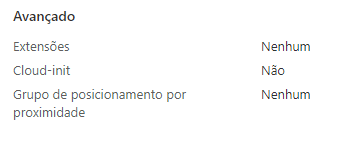 Avançado
Extensões Nenhum
Cloud-init Não
Grupo de posicionamento por Nenhum
proximidade